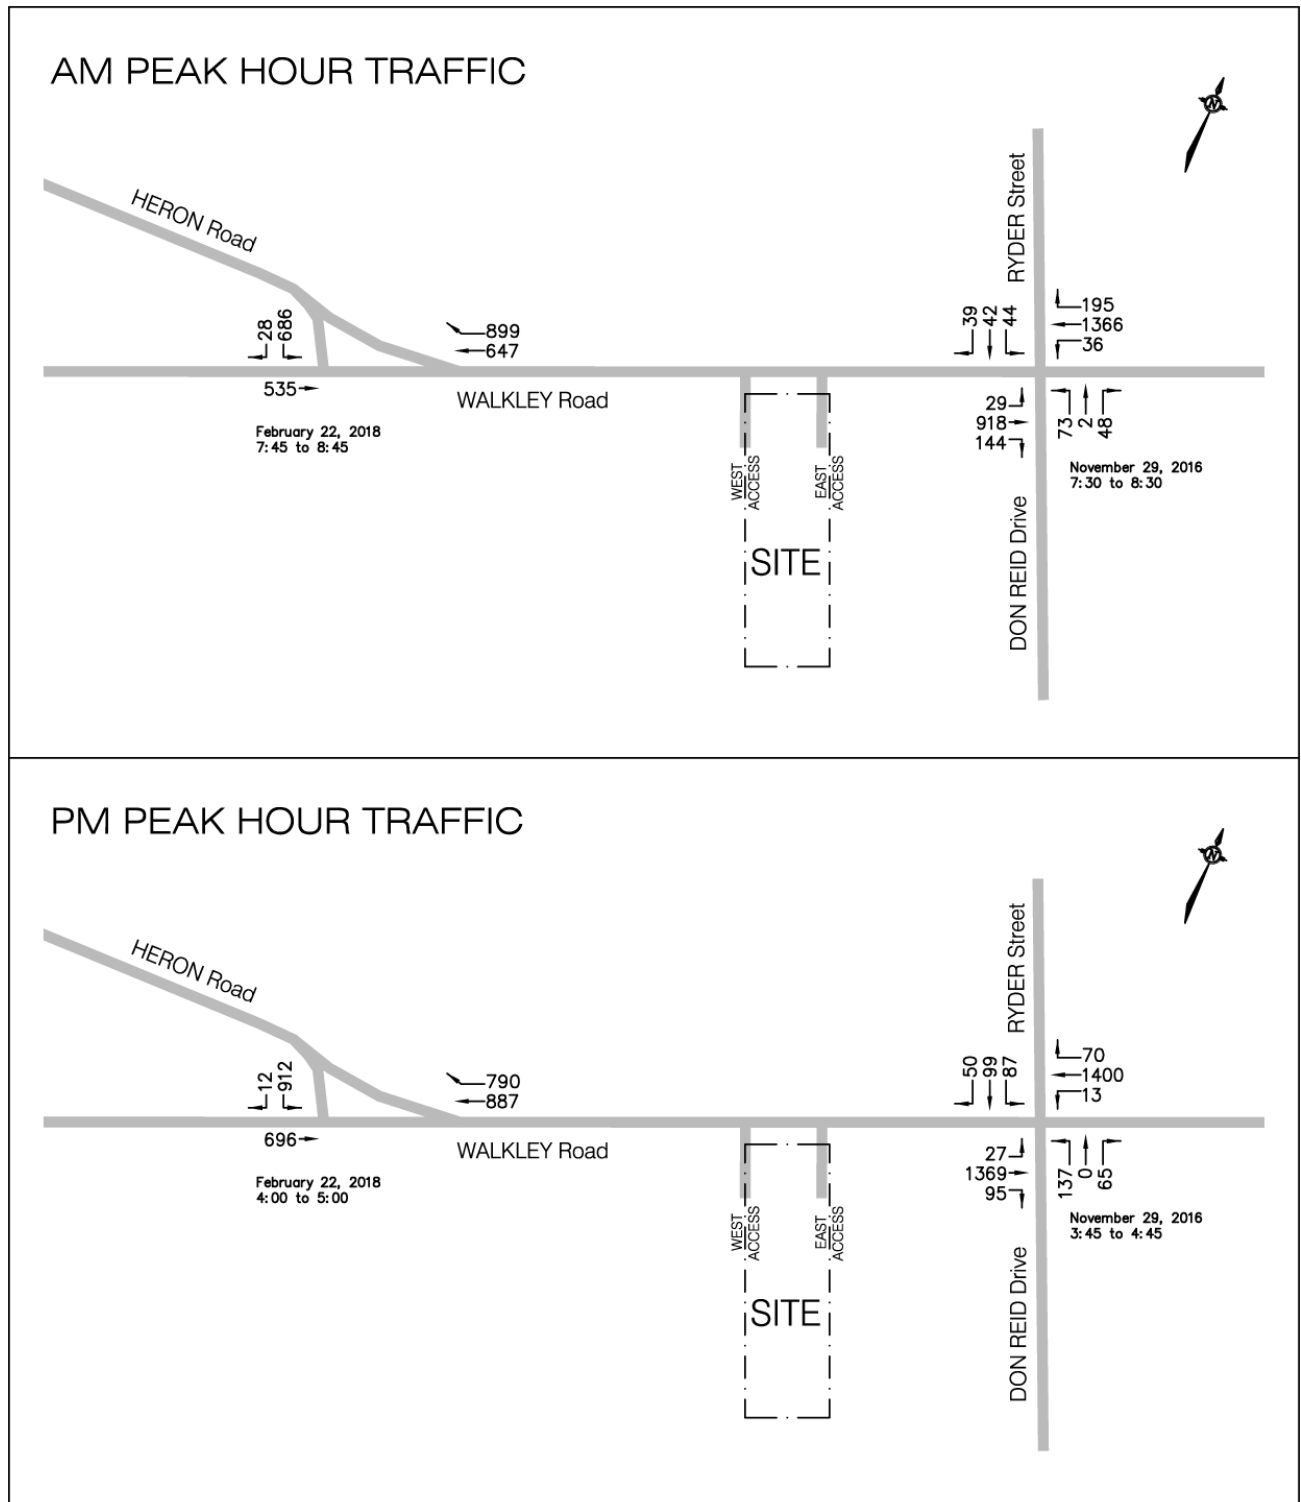 AM PEAK HOUR TRAFFIC
N
HERON Road
RYDER Street
28
686
899
647
39
42
44
195
1366
36
535
WALKLEY Road
29
918
144
73
2
48
February 22, 2018
7:45 to 8:45
WEST
ACCESS
EAST
ACCESS
November 29, 2016
7:30 to 8:30
SITE
DON REID Drive
PM PEAK HOUR TRAFFIC
N
HERON Road
RYDER Street
12
912
790
887
50
99
87
70
1400
13
696
WALKLEY Road
27
1369
95
137
0
65
February 22, 2018
4:00 to 5:00
WEST
ACCESS
EAST
ACCESS
November 29, 2016
3:45 to 4:45
SITE
DON REID Drive